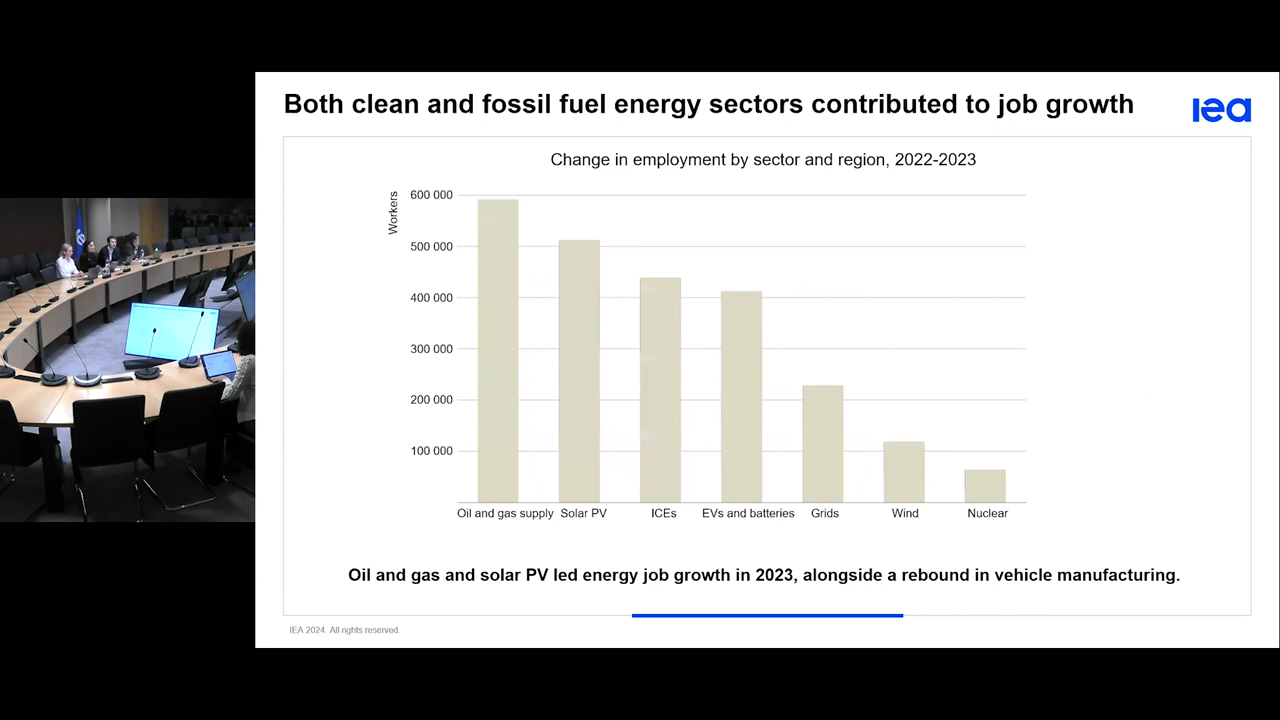 Both clean and fossil fuel energy sectors contributed to job growth
iea
Change in employment by sector and region, 2022-2023
Workers
600 000
500 000
400 000
300 000
200 000
100 000
Oil and gas supply Solar PV ICEs EVs and batteries Grids Wind Nuclear
Oil and gas and solar PV led energy job growth in 2023, alongside a rebound in vehicle manufacturing.
IEA 2024. All rights reserved.